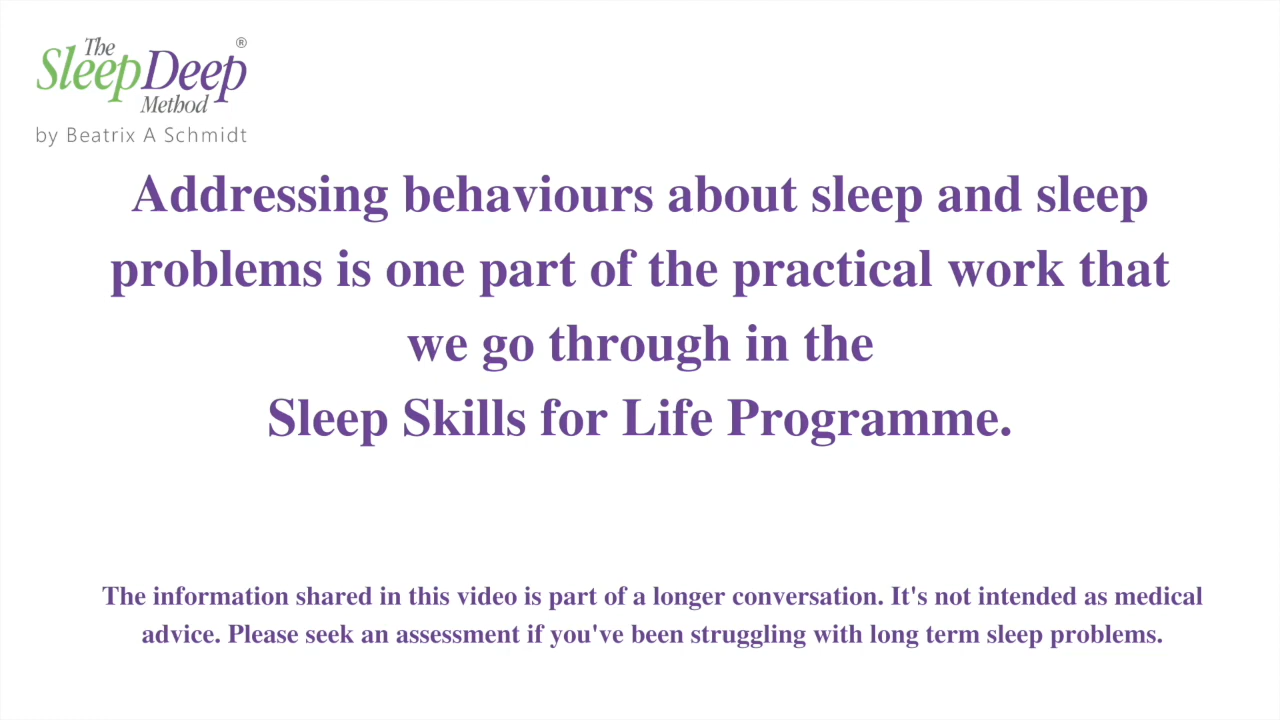 The
SleepDeep®
Method
by Beatrix A Schmidt
Addressing behaviours about sleep and sleep
problems is one part of the practical work that
we go through in the
Sleep Skills for Life Programme.
The information shared in this video is part of a longer conversation. It's not intended as medical
advice. Please seek an assessment if you've been struggling with long term sleep problems.